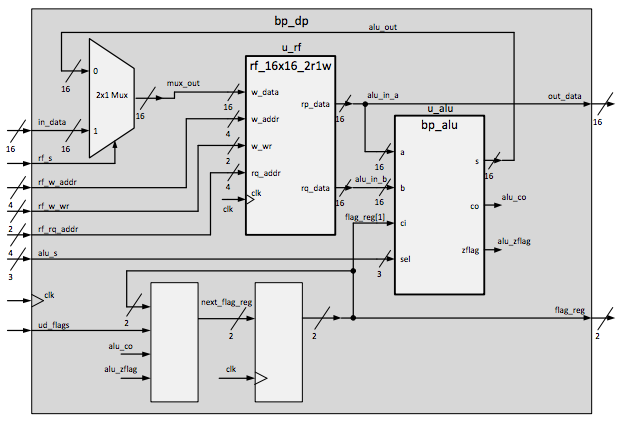 bp_dp
alu_out
u_rf
rf_16x16_2r1w
0
16
2x1 Mux
mux_out
16
16
w_data
rp_data
16
alu_in_a
out_data
16
in_data
16
16
1
w_addr
4
u_alu
bp_alu
rf_s
w_wr
2
a
16
s
16
rf_w_addr
4
rq_addr
4
rq_data
16
alu_in_b
16
b
clk
clk
alu_co
co
rf_w_wr
2
flag_reg[1]
ci
rf_rq_addr
4
alu_zflag
zflag
alu_s
3
3
sel
clk
2
next_flag_reg
2
2
flag_reg
2
ud_flags
alu_co
alu_zflag
clk